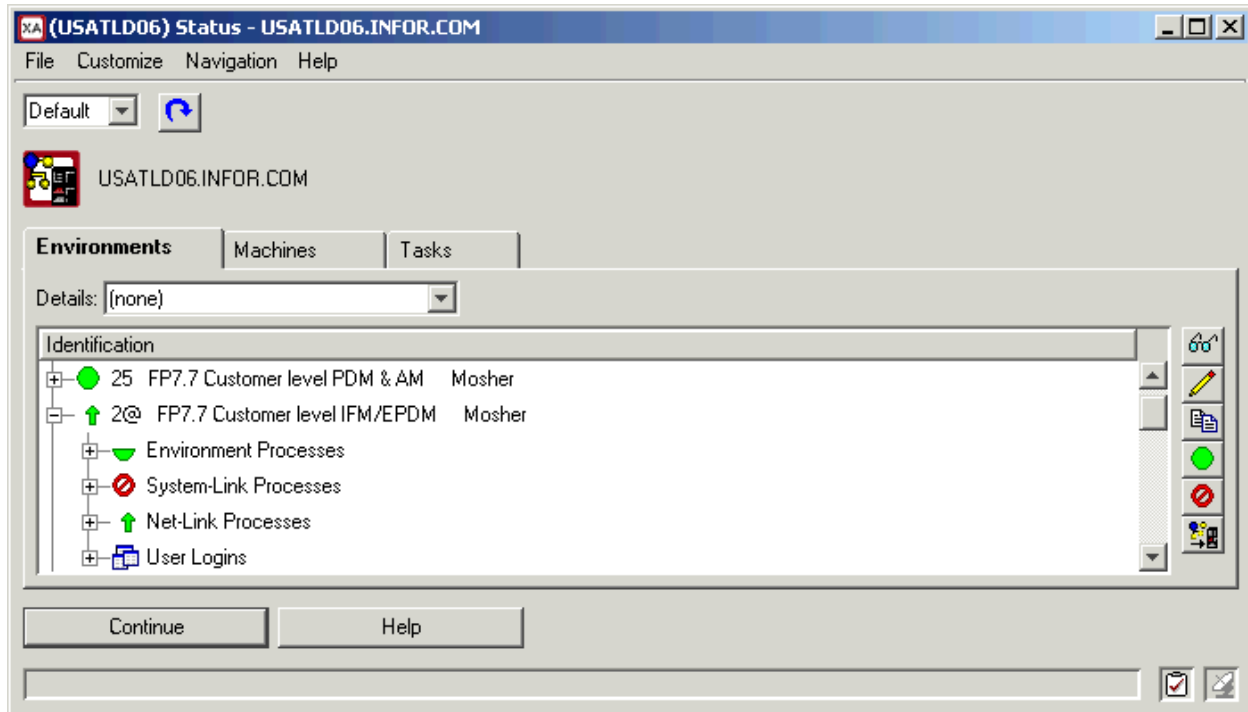 XA (USATLD06) Status - USATLD06.INFOR.COM
File Customize Navigation Help
Default
USATLD06.INFOR.COM
Environments Machines Tasks
Details: (none)
Identification
25 FP7.7 Customer level PDM & AM Mosher
2@ FP7.7 Customer level IFM/EPDM Mosher
Environment Processes
System-Link Processes
Net-Link Processes
User Logins
Continue Help